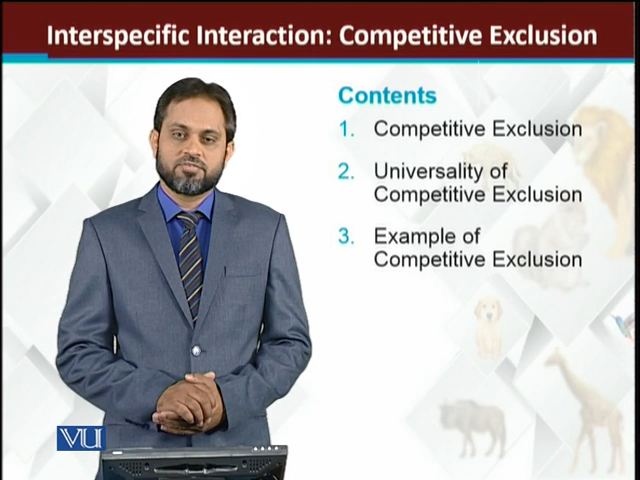 Interspecific Interaction: Competitive Exclusion
Contents
1. Competitive Exclusion
2. Universality of
Competitive Exclusion
3. Example of
Competitive Exclusion
VU